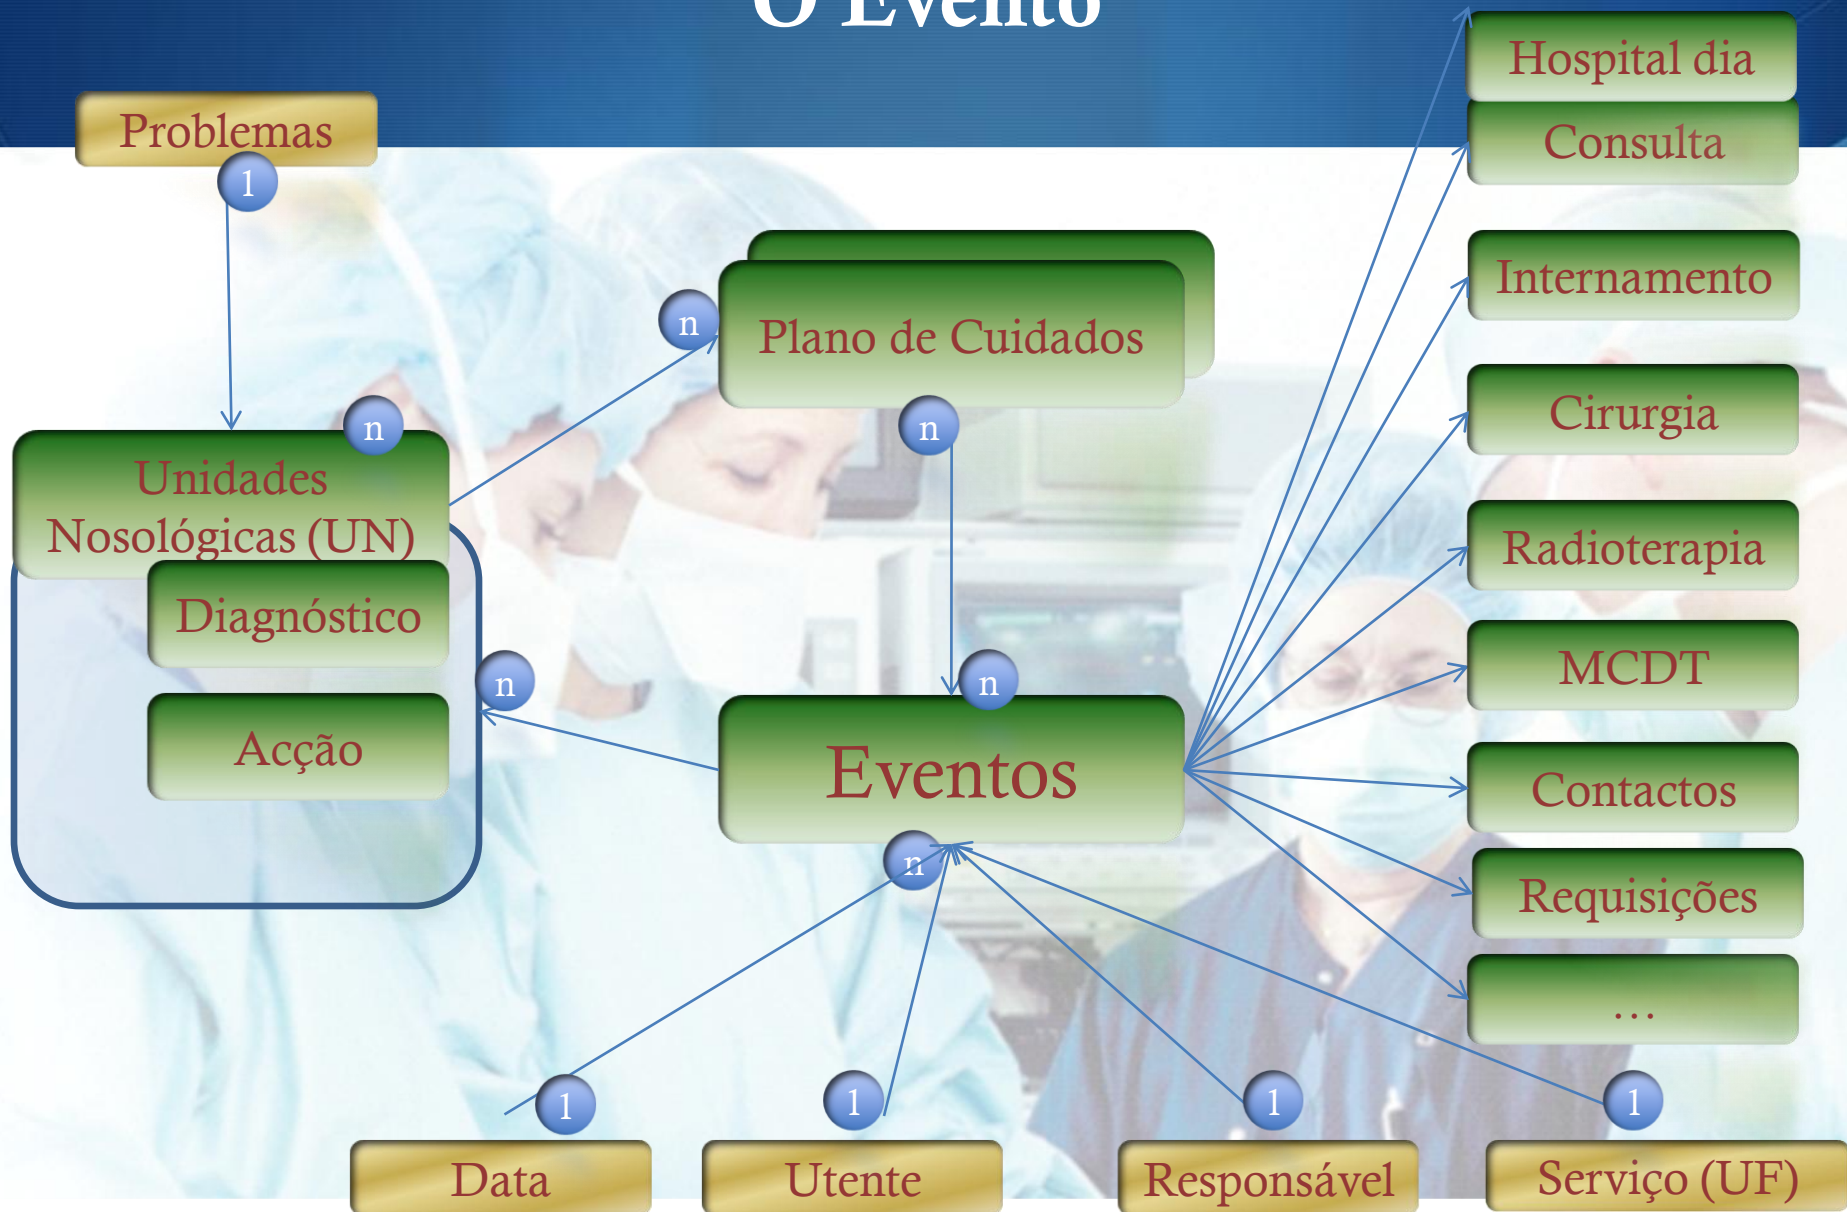 O Evento
Hospital dia
Problemas
Consulta
1
Internamento
n
Plano de Cuidados
Cirurgia
n
n
Unidades
Nosológicas (UN)
Radioterapia
Diagnóstico
MCDT
n
n
Acção
Eventos
Contactos
n
Requisições
...
1
1
1
1
Data
Utente
Responsável
Serviço (UF)